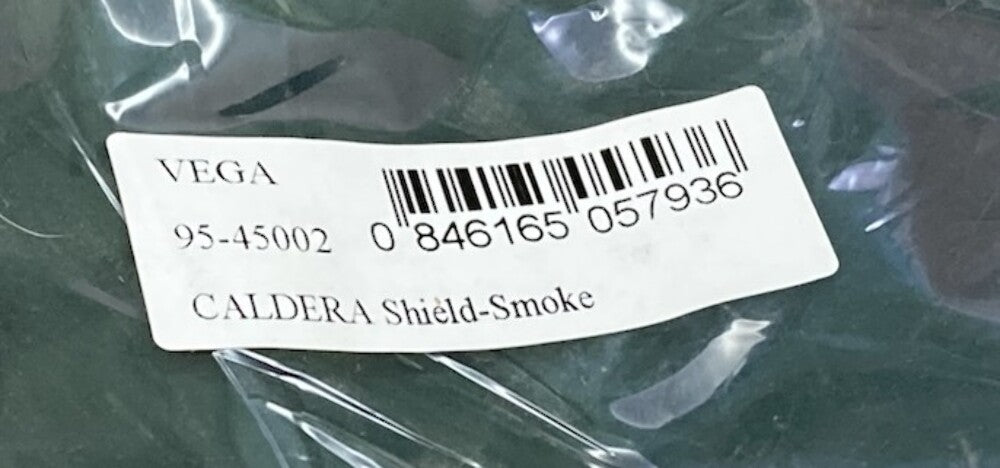 VEGA
95-45002
0 846165 057936
CALDERA Shield-Smoke